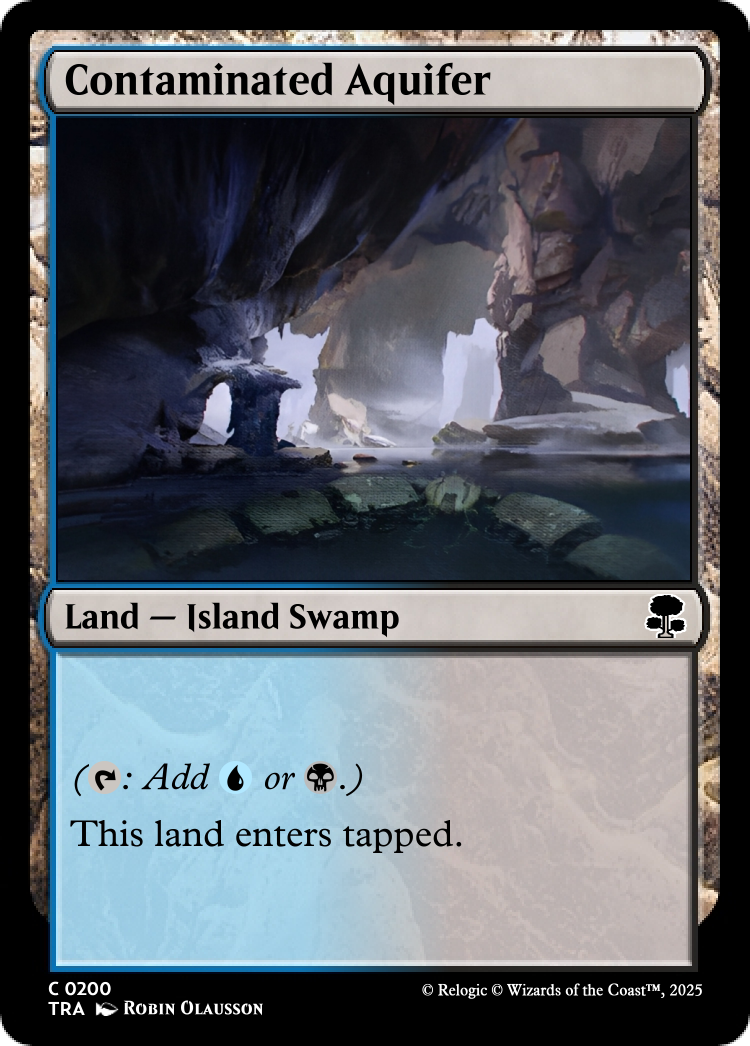 Contaminated Aquifer
Land — Island Swamp
(: Add or .)
This land enters tapped.
C 0200
© Relogic © Wizards of the Coast™, 2025
TRA ROBIN OLAUSSON